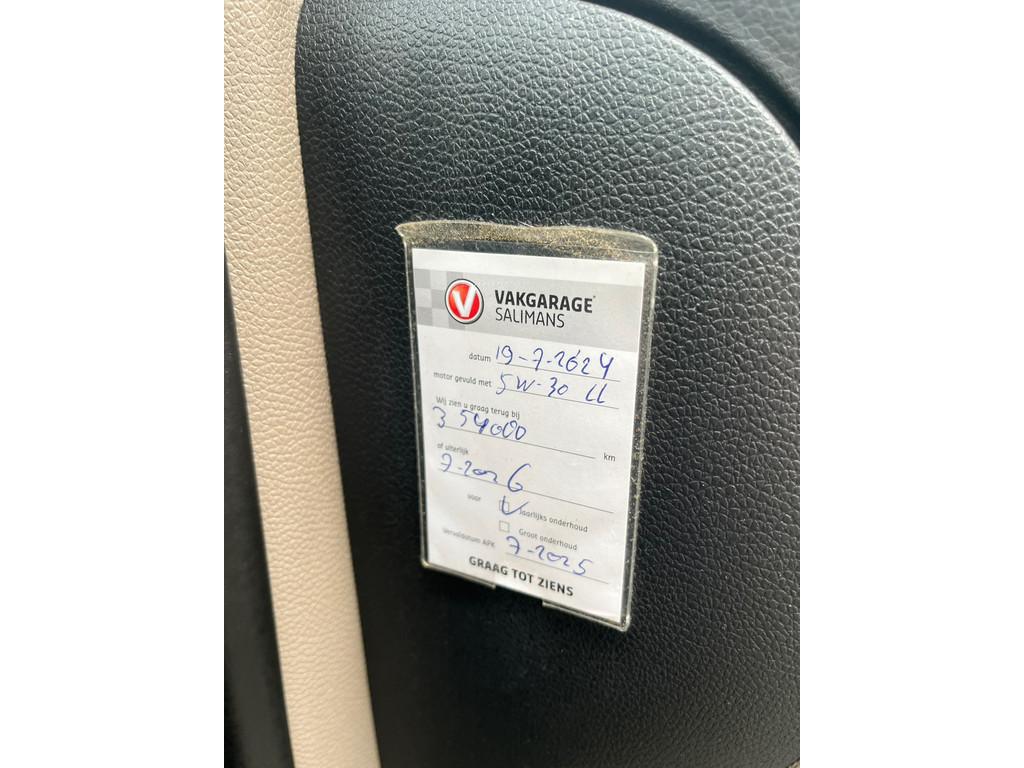 V VAKGARAGE
SALIMANS
datum 19-7-2024
motor gevuld met 5W-30 LL
Wij zien u graag terug bij
354000 km
of uiterlijk
7-2026
voor
Jaarlijks onderhoud
Groot onderhoud
Vervaldatum APK 7-2025
GRAAG TOT ZIENS